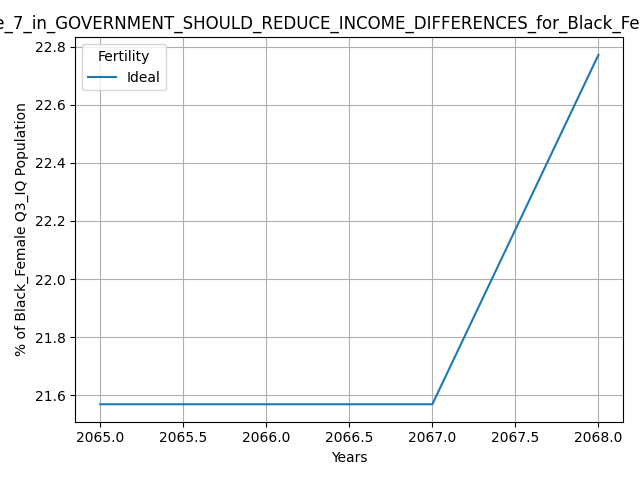 e_7_in_GOVERNMENT_SHOULD_REDUCE_INCOME_DIFFERENCES_for_Black_Fe
22.8
22.6
22.4
22.2
22.0
21.8
21.6
% of Black_Female Q3_IQ Population
Fertility
Ideal
2065.0 2065.5 2066.0 2066.5 2067.0 2067.5 2068.0
Years